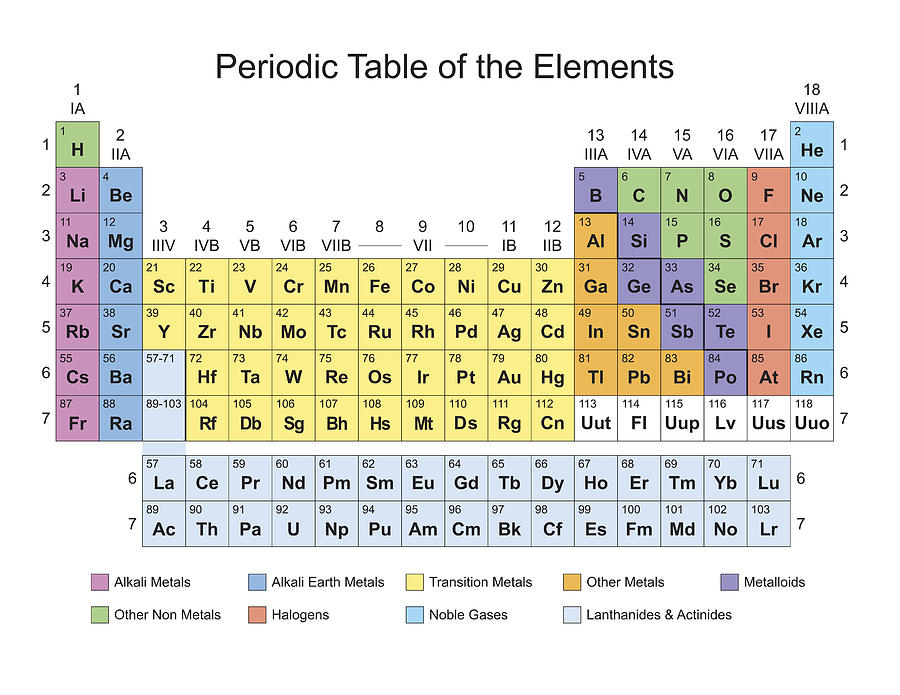 Periodic Table of the Elements
1 18
IA VIIIA
1 2
1 H 2 13 14 15 16 17 He 1
IIA IIIA IVA VA VIA VIIA
3 4 5 6 7 8 9 10
2 Li Be B C N O F Ne 2
11 12 13 14 15 16 17 18
3 Na Mg 3 4 5 6 7 8 9 10 11 12 Al Si P S Cl Ar 3
IIIV IVB VB VIB VIIB VII IB IIB
19 20 21 22 23 24 25 26 27 28 29 30 31 32 33 34 35 36
4 K Ca Sc Ti V Cr Mn Fe Co Ni Cu Zn Ga Ge As Se Br Kr 4
37 38 39 40 41 42 43 44 45 46 47 48 49 50 51 52 53 54
5 Rb Sr Y Zr Nb Mo Tc Ru Rh Pd Ag Cd In Sn Sb Te I Xe 5
55 56 57-71 72 73 74 75 76 77 78 79 80 81 82 83 84 85 86
6 Cs Ba Hf Ta W Re Os Ir Pt Au Hg Tl Pb Bi Po At Rn 6
87 88 89-103 104 105 106 107 108 109 110 111 112 113 114 115 116 117 118
7 Fr Ra Rf Db Sg Bh Hs Mt Ds Rg Cn Uut Fl Uup Lv Uus Uuo 7
57 58 59 60 61 62 63 64 65 66 67 68 69 70 71
6 La Ce Pr Nd Pm Sm Eu Gd Tb Dy Ho Er Tm Yb Lu 6
89 90 91 92 93 94 95 96 97 98 99 100 101 102 103
7 Ac Th Pa U Np Pu Am Cm Bk Cf Es Fm Md No Lr 7
Alkali Metals Alkali Earth Metals Transition Metals Other Metals Metalloids
Other Non Metals Halogens Noble Gases Lanthanides & Actinides